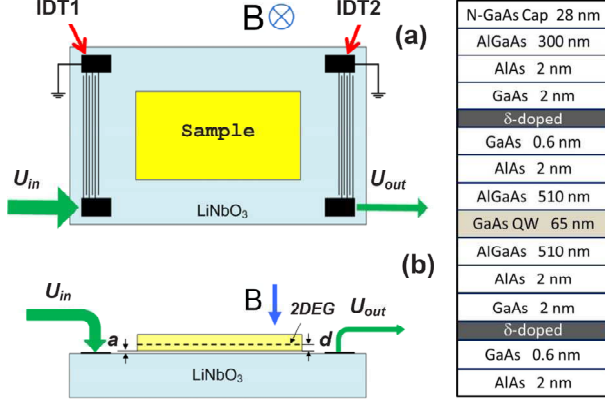 IDT1
IDT2
B
(a)
Sample
U_in
U_out
LiNbO₃
(b)
U_in
B
2DEG
U_out
a
d
LiNbO₃
N-GaAs Cap 28 nm
AlGaAs 300 nm
AlAs 2 nm
GaAs 2 nm
δ-doped
GaAs 0.6 nm
AlAs 2 nm
AlGaAs 510 nm
GaAs QW 65 nm
AlGaAs 510 nm
AlAs 2 nm
GaAs 2 nm
δ-doped
GaAs 0.6 nm
AlAs 2 nm